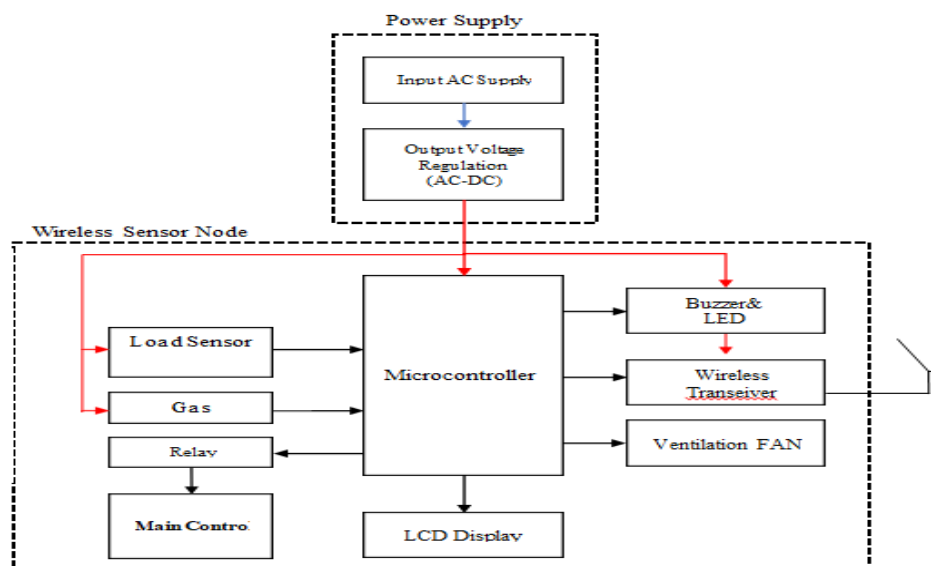 Power Supply
Input AC Supply
Output Voltage
Regulation
(AC-DC)
Wireless Sensor Node
Load Sensor
Gas
Relay
Main Contro
Microcontroller
LCD Display
Buzzer&
LED
Wireless
Transeiver
Ventilation FAN